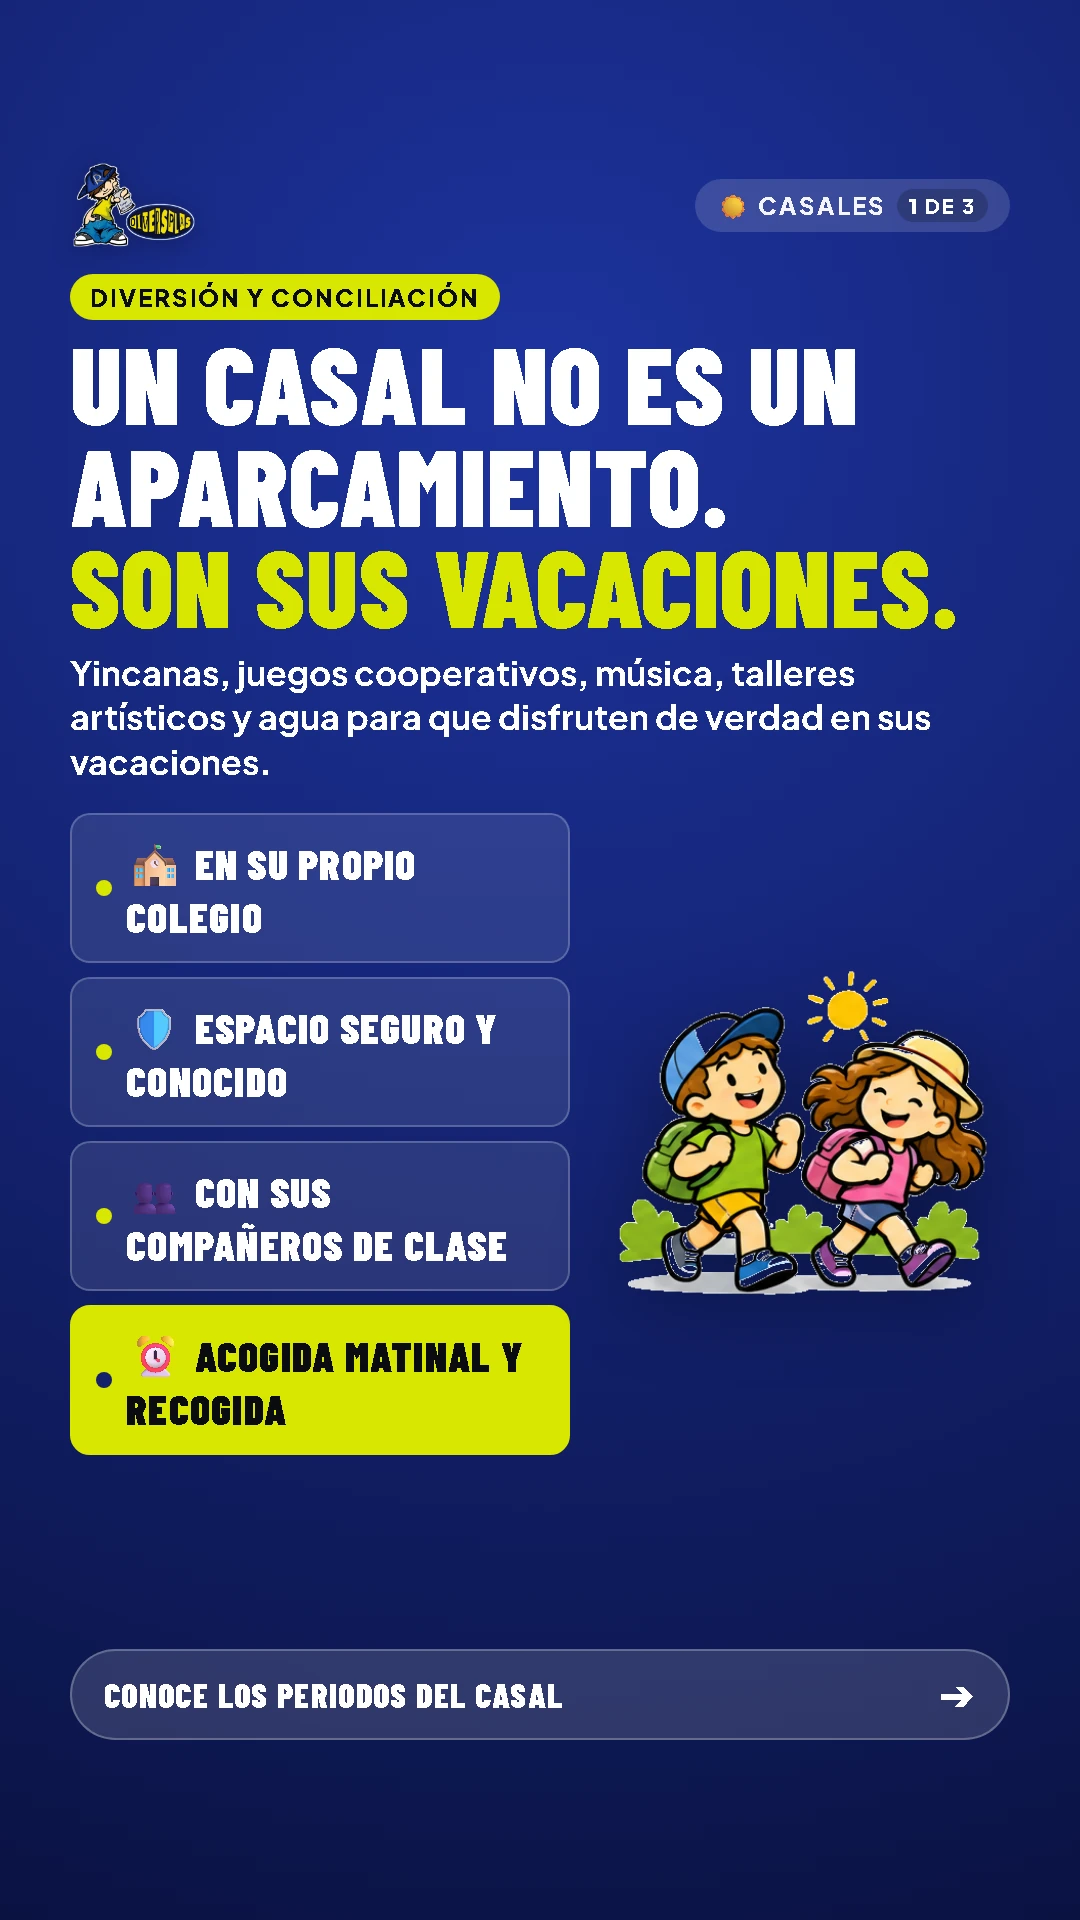 DIVERSPLUS
CASALES 1 DE 3
DIVERSIÓN Y CONCILIACIÓN
UN CASAL NO ES UN
APARCAMIENTO.
SON SUS VACACIONES.
Yincanas, juegos cooperativos, música, talleres
artísticos y agua para que disfruten de verdad en sus
vacaciones.
EN SU PROPIO
COLEGIO
ESPACIO SEGURO Y
CONOCIDO
CON SUS
COMPAÑEROS DE CLASE
ACOGIDA MATINAL Y
RECOGIDA
CONOCE LOS PERIODOS DEL CASAL →